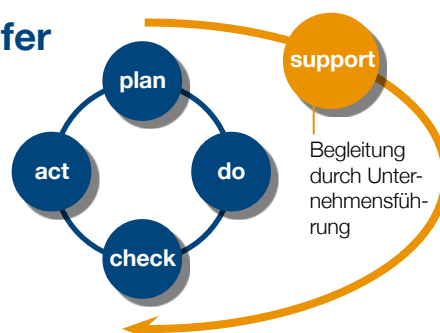 fer
support
plan
act
do
check
Begleitung
durch Unter-
nehmensfüh-
rung